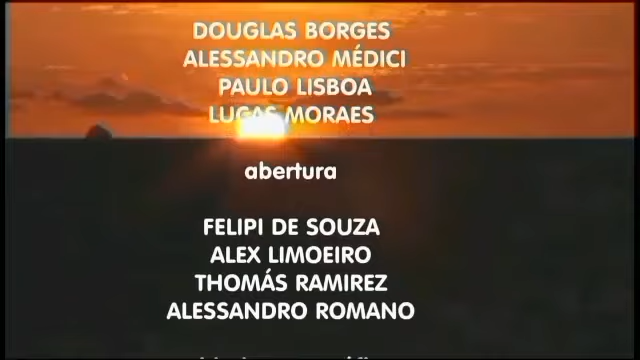 DOUGLAS BORGES
ALESSANDRO MÉDICI
PAULO LISBOA
LUCAS MORAES
abertura
FELIPI DE SOUZA
ALEX LIMOEIRO
THOMÁS RAMIREZ
ALESSANDRO ROMANO